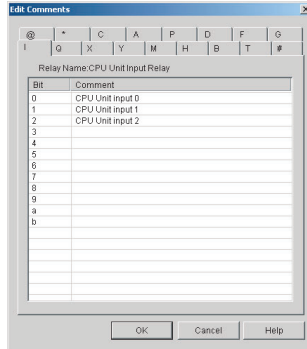 Edit Comments
@ * C A P D F G
I Q X Y M H B T #
Relay Name:CPU Unit Input Relay
Bit Comment
0 CPU Unit input 0
1 CPU Unit input 1
2 CPU Unit input 2
3
4
5
6
7
8
9
a
b
OK Cancel Help